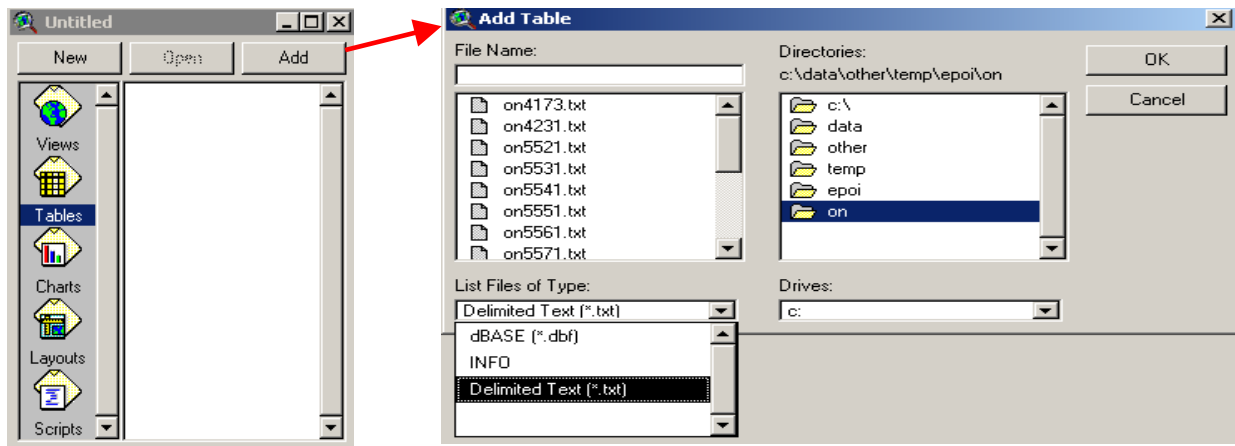 Untitled
New
Open
Add
Views
Tables
Charts
Layouts
Scripts
Add Table
File Name:
on4173.txt
on4231.txt
on5521.txt
on5531.txt
on5541.txt
on5551.txt
on5561.txt
on5571.txt
List Files of Type:
Delimited Text (*.txt)
dBASE (*.dbf)
INFO
Delimited Text (*.txt)
Directories:
c:\data\other\temp\epoi\on
c:\
data
other
temp
epoi
on
Drives:
c:
OK
Cancel